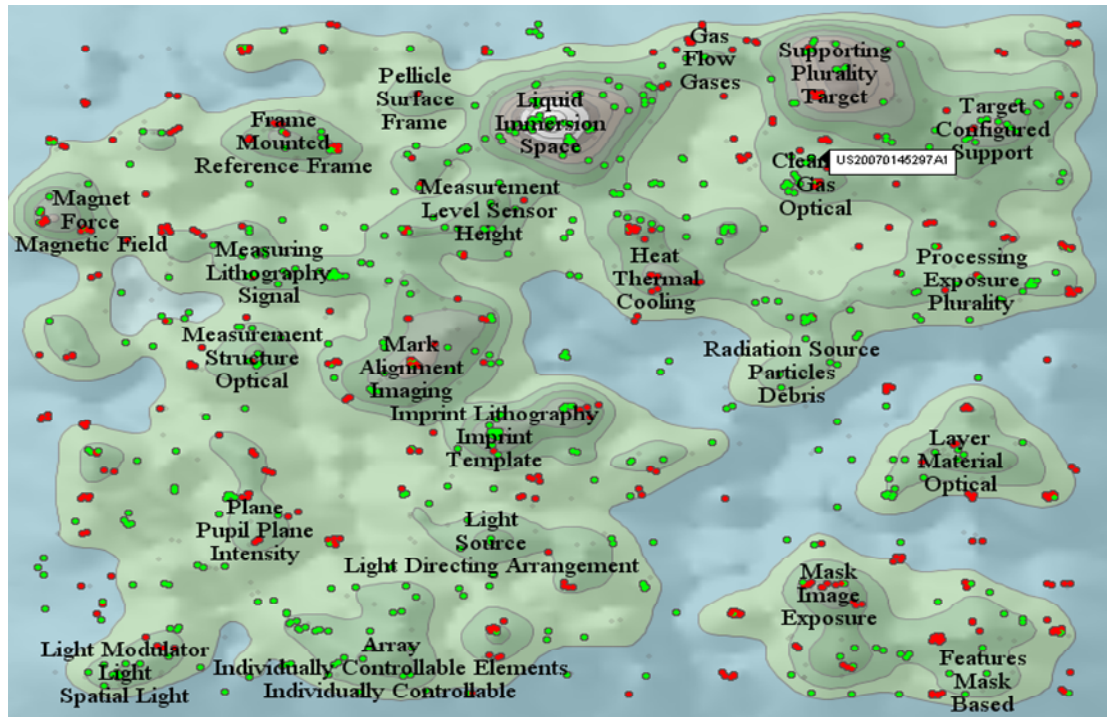 Gas
Flow
Gases
Supporting
Plurality
Target
Pellicle
Surface
Frame
Liquid
Immersion
Space
Target
Configured
Support
Frame
Mounted
Reference Frame
US20070145297A1
Clean
Gas
Optical
Magnet
Force
Magnetic Field
Measurement
Level Sensor
Height
Measuring
Lithography
Signal
Heat
Thermal
Cooling
Processing
Exposure
Plurality
Measurement
Structure
Optical
Mark
Alignment
Imaging
Radiation Source
Particles
Debris
Imprint Lithography
Imprint
Template
Layer
Material
Optical
Plane
Pupil Plane
Intensity
Light
Source
Light Directing Arrangement
Mask
Image
Exposure
Light Modulator
Light
Spatial Light
Array
Individually Controllable Elements
Individually Controllable
Features
Mask
Based